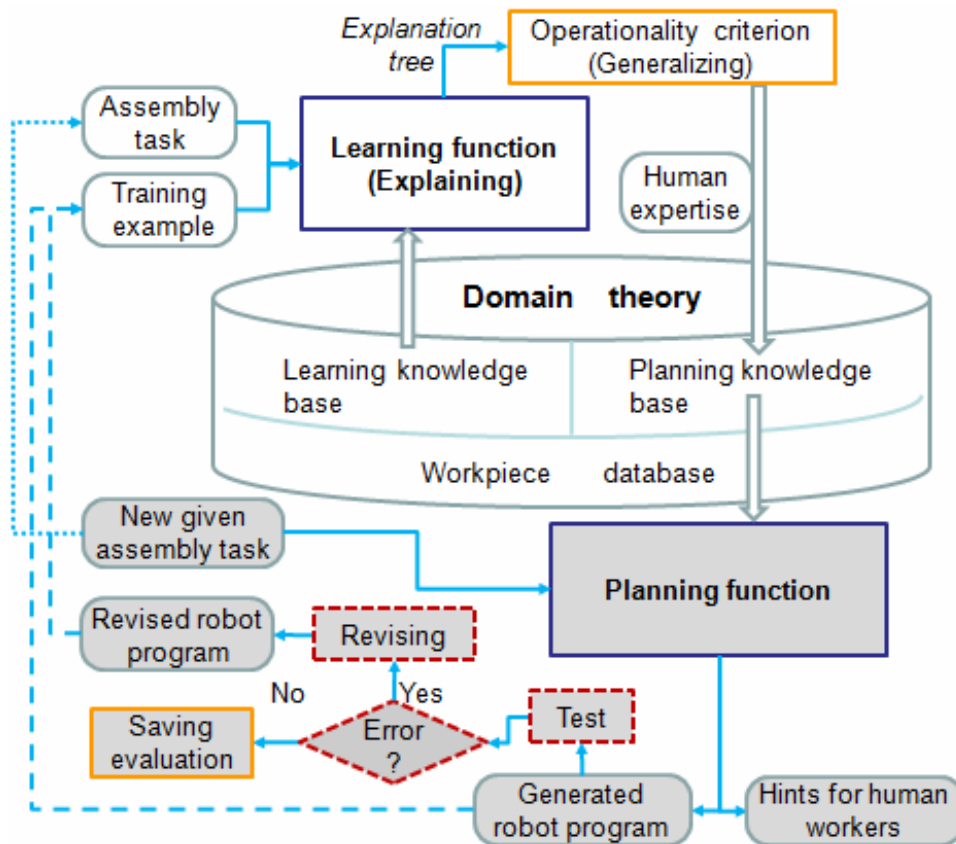 Explanation
tree
Operationality criterion
(Generalizing)
Assembly
task
Learning function
(Explaining)
Training
example
Human
expertise
Domain theory
Learning knowledge
base
Planning knowledge
base
Workpiece database
New given
assembly task
Planning function
Revised robot
program
Revising
No
Yes
Saving
evaluation
Error
?
Test
Generated
robot program
Hints for human
workers